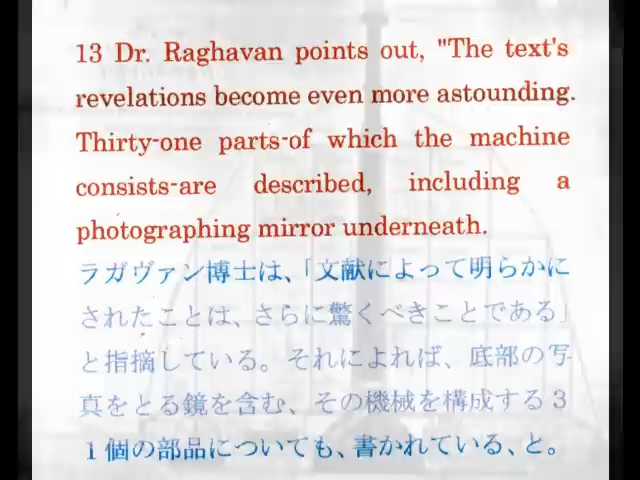 13 Dr. Raghavan points out, "The text's
revelations become even more astounding.
Thirty-one parts-of which the machine
consists-are described, including a
photographing mirror underneath.
ラガヴァン博士は、「文献によって明らかに
されたことは、さらに驚くべきことである」
と指摘している。それによれば、底部の写
真をとる鏡を含む、その機械を構成する３
１個の部品についても、書かれている、と。